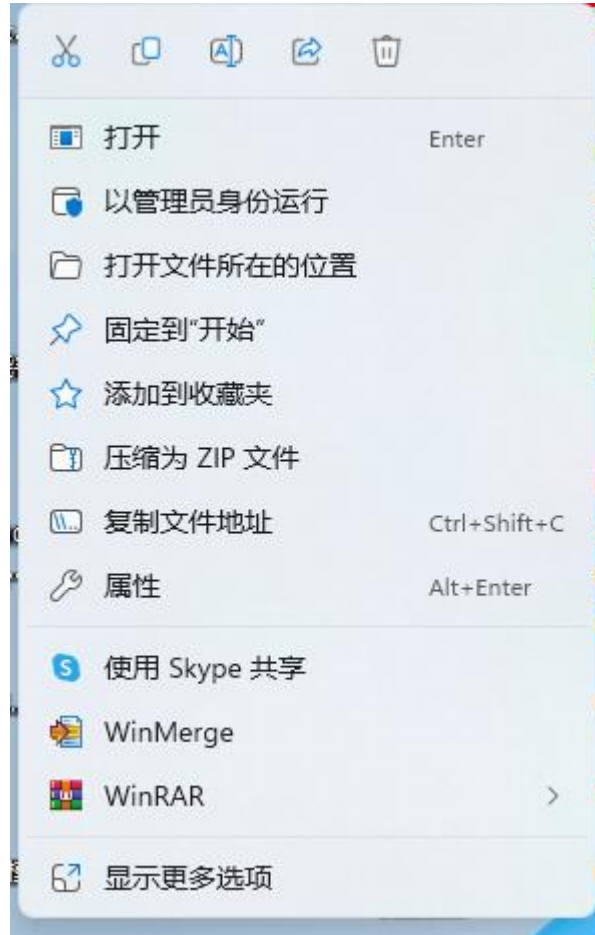 打开 Enter
以管理员身份运行
打开文件所在的位置
固定到"开始"
添加到收藏夹
压缩为 ZIP 文件
复制文件地址 Ctrl+Shift+C
属性 Alt+Enter
使用 Skype 共享
WinMerge
WinRAR
显示更多选项